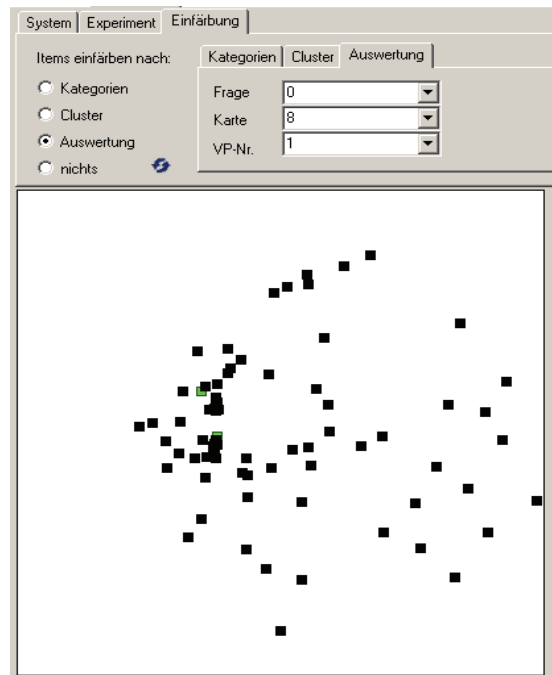 System Experiment Einfärbung
Items einfärben nach:
Kategorien
Cluster
Auswertung
nichts
Kategorien Cluster Auswertung
Frage 0
Karte 8
VP-Nr. 1